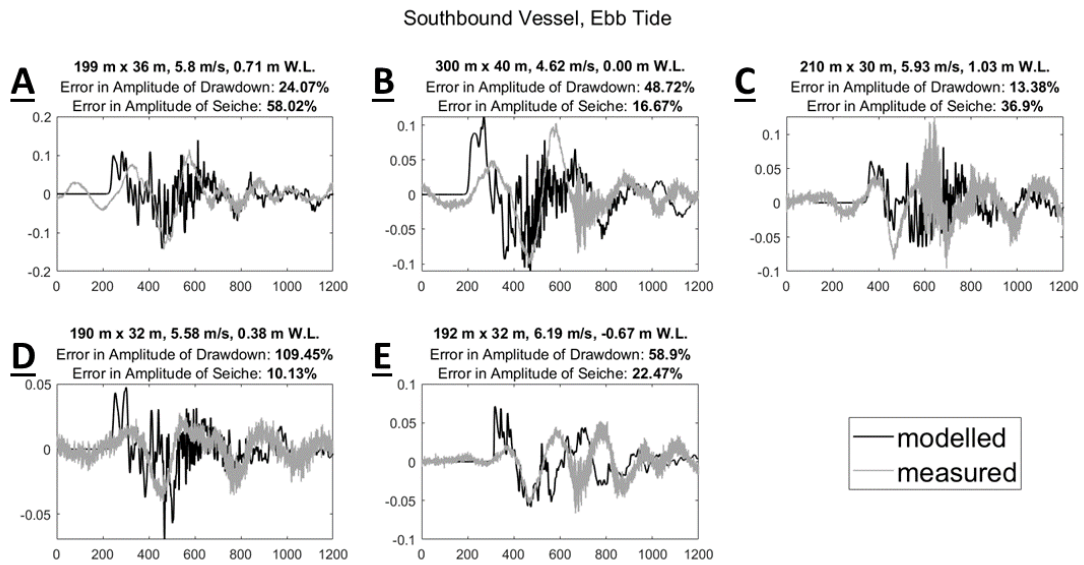 Southbound Vessel, Ebb Tide
A
199 m x 36 m, 5.8 m/s, 0.71 m W.L.
Error in Amplitude of Drawdown: 24.07%
Error in Amplitude of Seiche: 58.02%
0.2
0.1
0
-0.1
-0.2
0 200 400 600 800 1000 1200
B
300 m x 40 m, 4.62 m/s, 0.00 m W.L.
Error in Amplitude of Drawdown: 48.72%
Error in Amplitude of Seiche: 16.67%
0.1
0.05
0
-0.05
-0.1
0 200 400 600 800 1000 1200
C
210 m x 30 m, 5.93 m/s, 1.03 m W.L.
Error in Amplitude of Drawdown: 13.38%
Error in Amplitude of Seiche: 36.9%
0.1
0.05
0
-0.05
-0.1
0 200 400 600 800 1000 1200
D
190 m x 32 m, 5.58 m/s, 0.38 m W.L.
Error in Amplitude of Drawdown: 109.45%
Error in Amplitude of Seiche: 10.13%
0.05
0
-0.05
0 200 400 600 800 1000 1200
E
192 m x 32 m, 6.19 m/s, -0.67 m W.L.
Error in Amplitude of Drawdown: 58.9%
Error in Amplitude of Seiche: 22.47%
0.1
0.05
0
-0.05
-0.1
0 200 400 600 800 1000 1200
modelled
measured